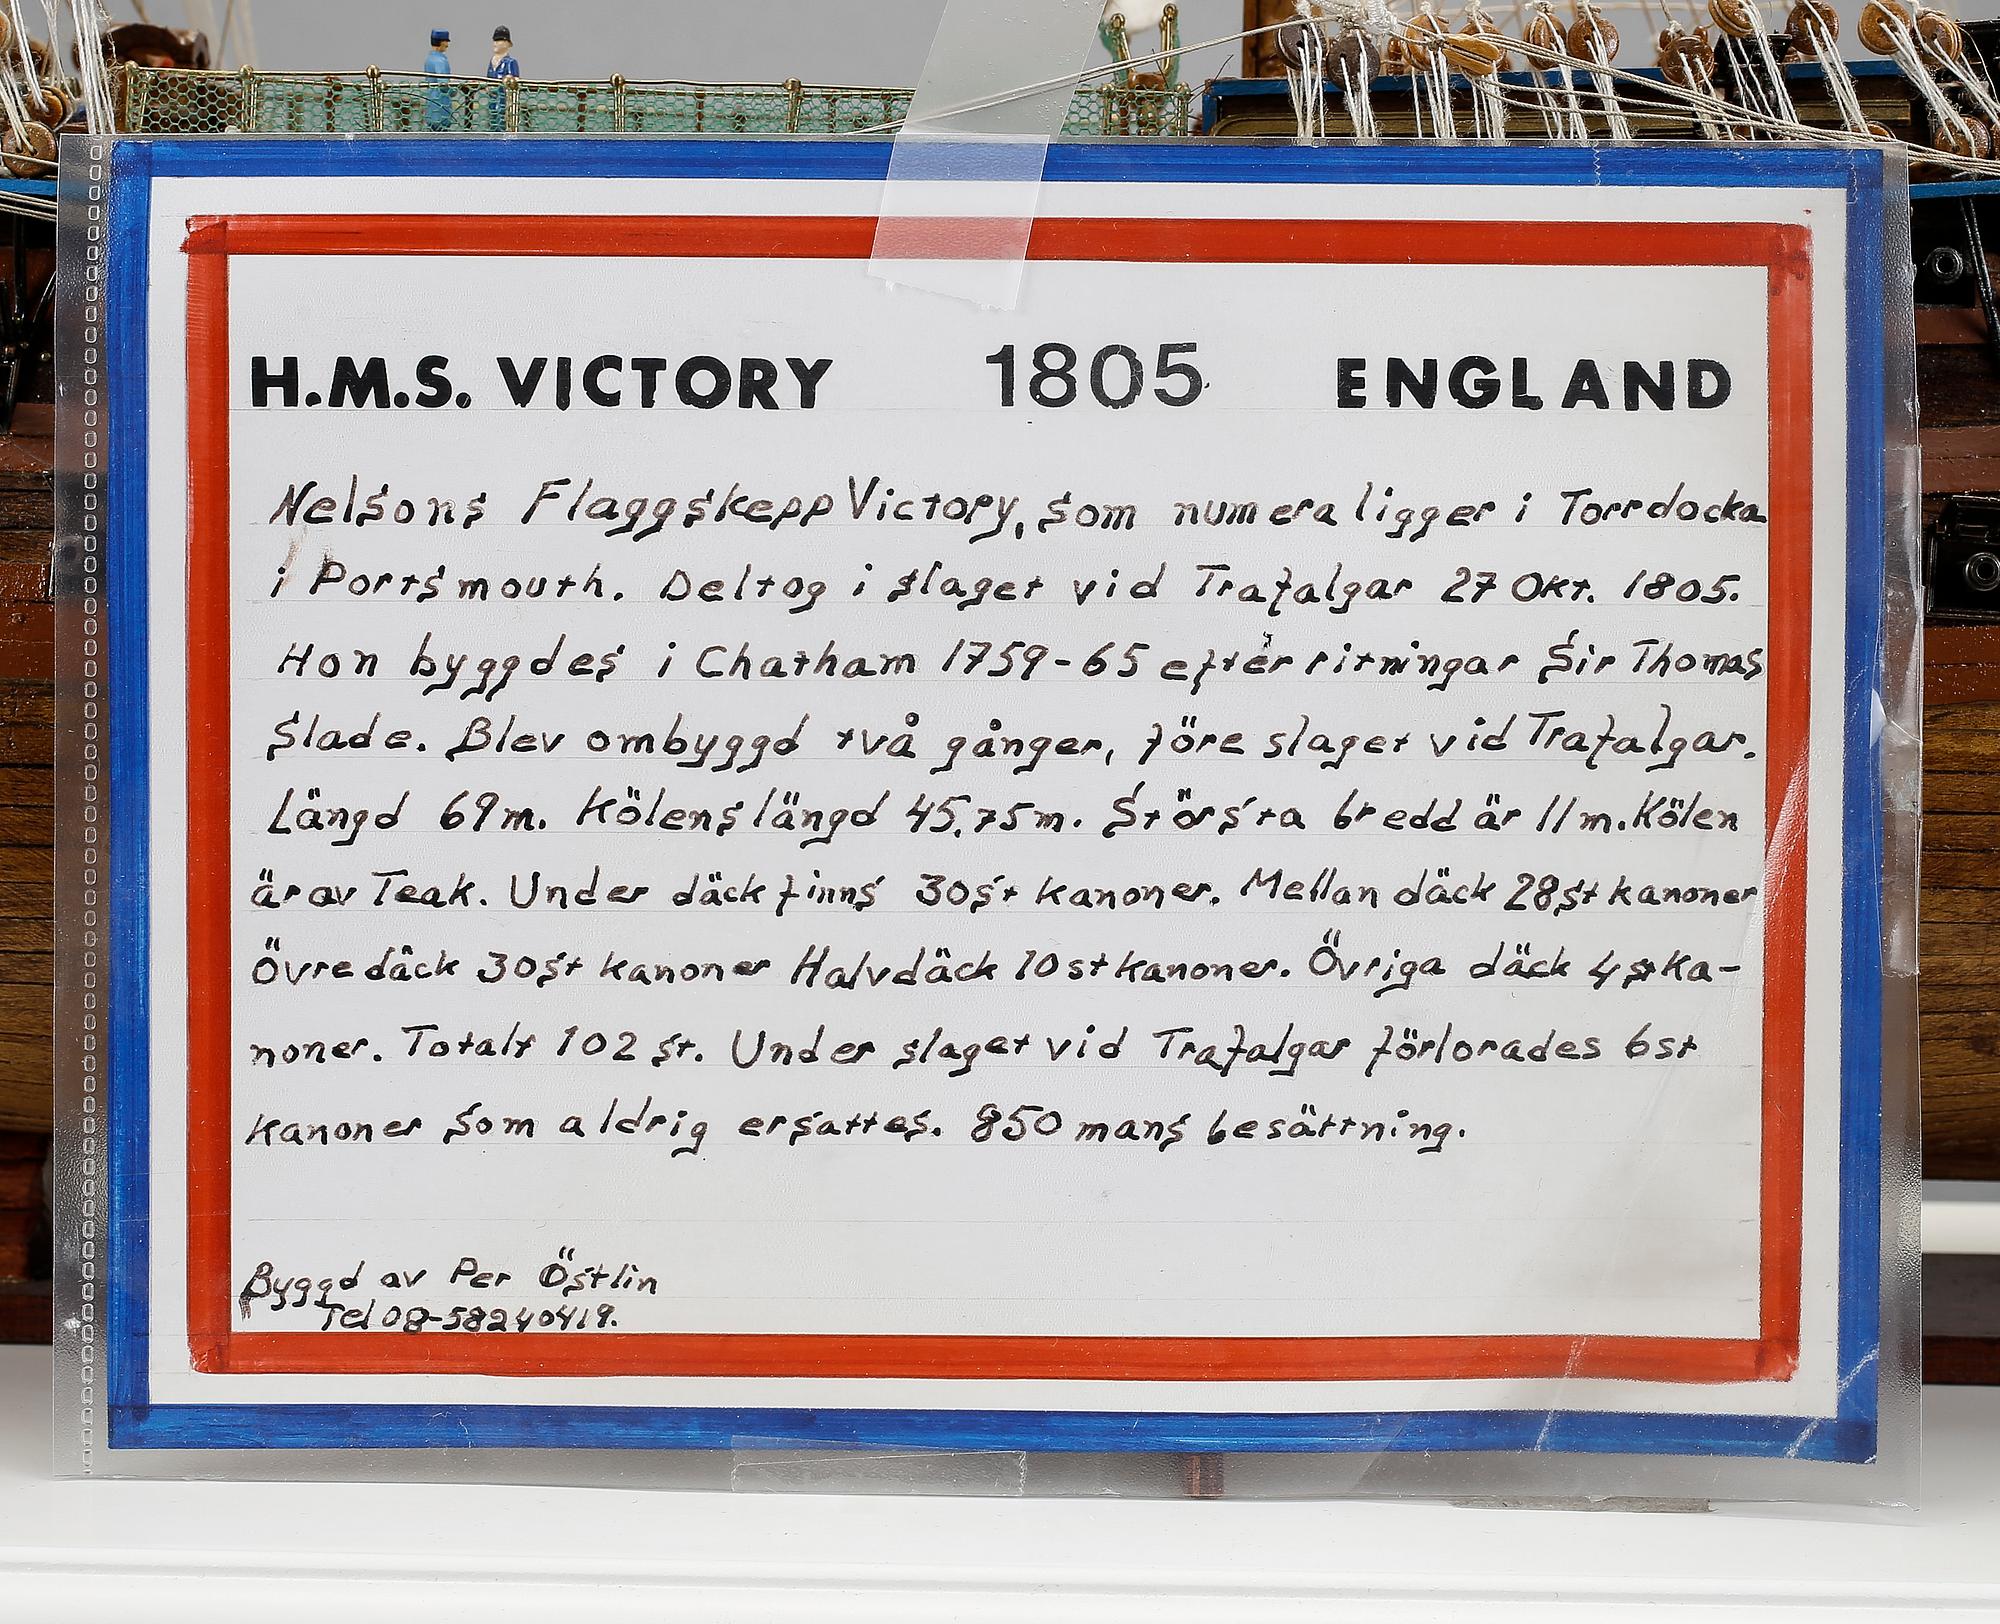 H.M.S. VICTORY 1805 ENGLAND
Nelsons Flaggskepp Victory, som numera ligger i Torrdocka
i Portsmouth. Deltog i slaget vid Trafalgar 27 Okt. 1805.
Hon byggdes i Chatham 1759-65 efter ritningar Sir Thomas
Slade. Blev ombyggd två gånger, före slaget vid Trafalgar.
Längd 69m. Kölens längd 45,75m. Största bredd är 11m. Kölen
är av Teak. Under däck finns 30st kanoner. Mellan däck 28st kanoner
Övre däck 30st kanoner Halvdäck 10st kanoner. Övriga däck 4st Ka-
noner. Totalt 102 st. Under slaget vid Trafalgar förlorades 6st
kanoner som aldrig ersattes. 850 mans besättning.
Byggd av Per Östlin
Tel 08-58240419.